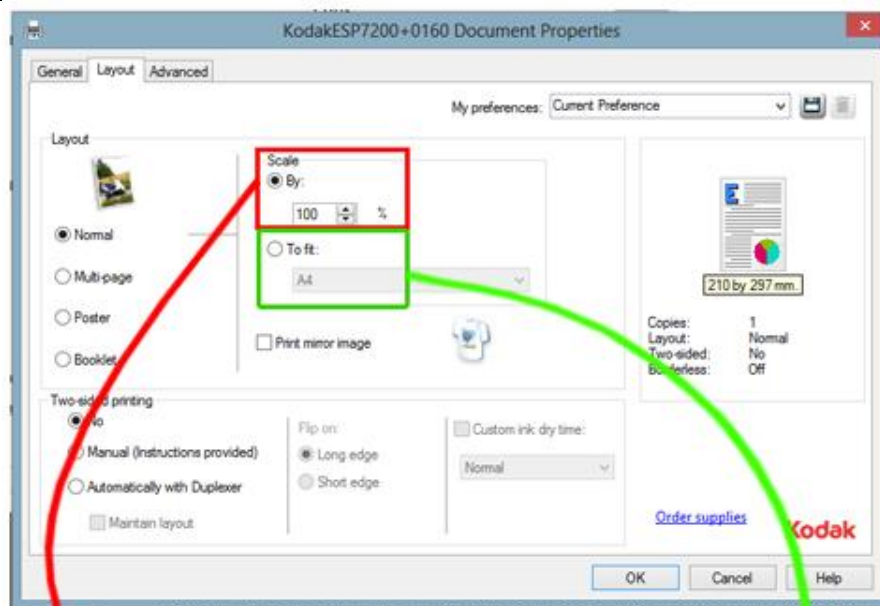 KodakESP7200+0160 Document Properties
General Layout Advanced
My preferences: Current Preference
Layout
Scale
By:
100 %
Normal
To fit:
A4
Multi-page
210 by 297 mm.
Poster
Print mirror image
Booklet
Copies: 1
Layout: Normal
Two-sided: No
Borderless: Off
Two-sided printing
No
Flip on:
Custom ink dry time:
Manual (Instructions provided)
Long edge
Normal
Automatically with Duplexer
Short edge
Maintain layout
Order supplies
Kodak
OK Cancel Help